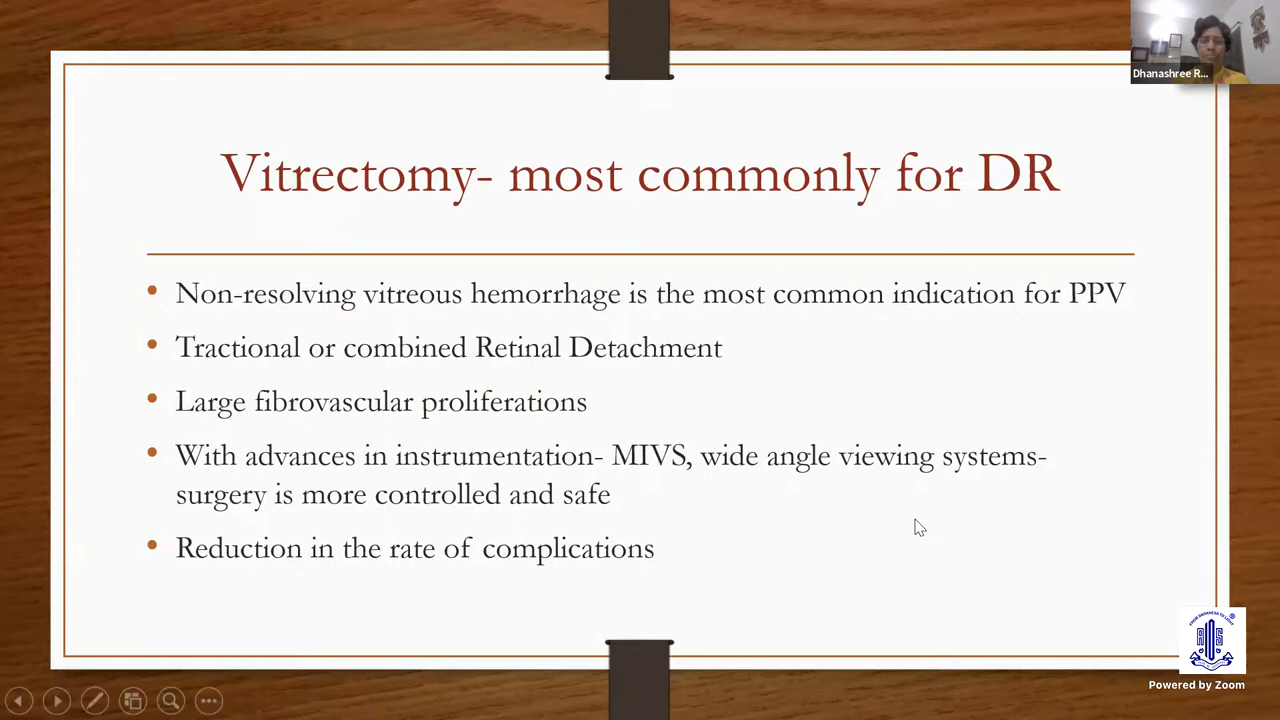 Dhanashree R...
Vitrectomy- most commonly for DR
• Non-resolving vitreous hemorrhage is the most common indication for PPV
• Tractional or combined Retinal Detachment
• Large fibrovascular proliferations
• With advances in instrumentation- MIVS, wide angle viewing systems-
surgery is more controlled and safe
• Reduction in the rate of complications
Powered by Zoom